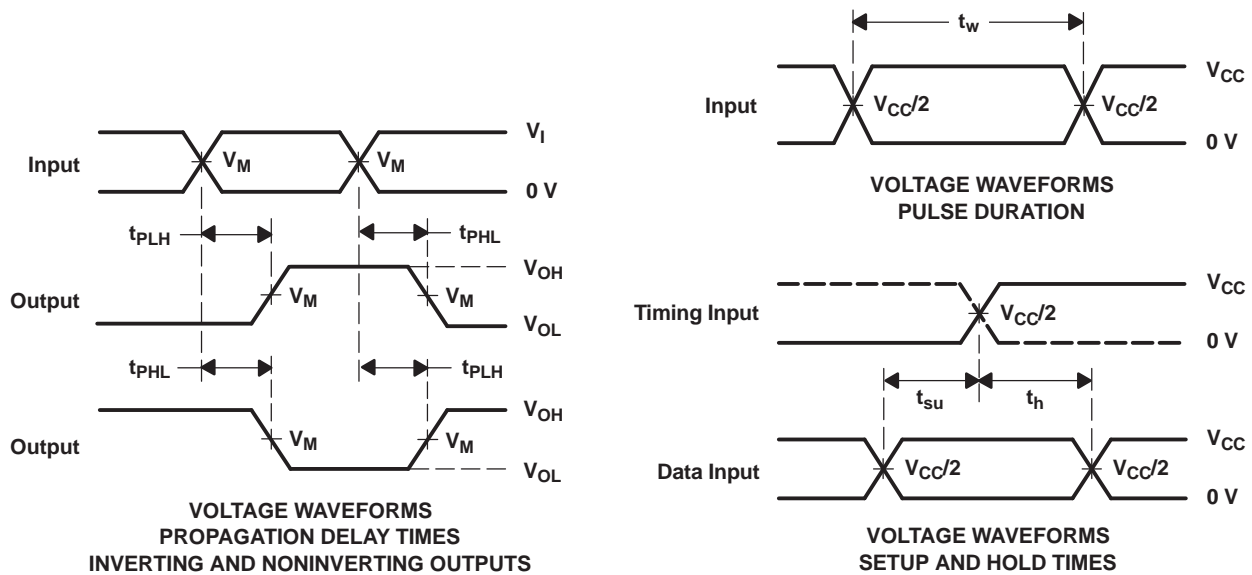 Input
V_M
V_M
V_I
0 V
t_PLH
t_PHL
Output
V_M
V_M
V_OH
V_OL
t_PHL
t_PLH
Output
V_M
V_M
V_OH
V_OL
VOLTAGE WAVEFORMS
PROPAGATION DELAY TIMES
INVERTING AND NONINVERTING OUTPUTS
t_w
Input
V_CC/2
V_CC/2
V_CC
0 V
VOLTAGE WAVEFORMS
PULSE DURATION
Timing Input
V_CC/2
V_CC
0 V
t_su
t_h
Data Input
V_CC/2
V_CC/2
V_CC
0 V
VOLTAGE WAVEFORMS
SETUP AND HOLD TIMES